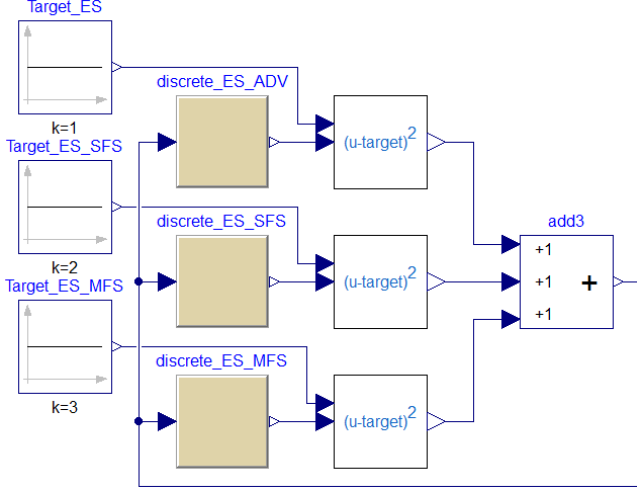 Target_ES
k=1
discrete_ES_ADV
(u-target)2
Target_ES_SFS
k=2
discrete_ES_SFS
(u-target)2
add3
+1
+1
+1
+
Target_ES_MFS
k=3
discrete_ES_MFS
(u-target)2